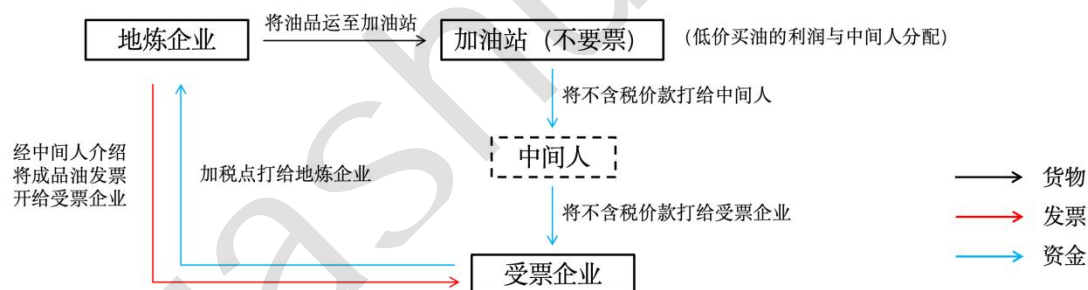 将油品运至加油站
地炼企业
加油站（不要票）
（低价买油的利润与中间人分配）
将不含税价款打给中间人
经中间人介绍
将成品油发票
开给受票企业
加税点打给地炼企业
中间人
将不含税价款打给受票企业
受票企业
货物
发票
资金